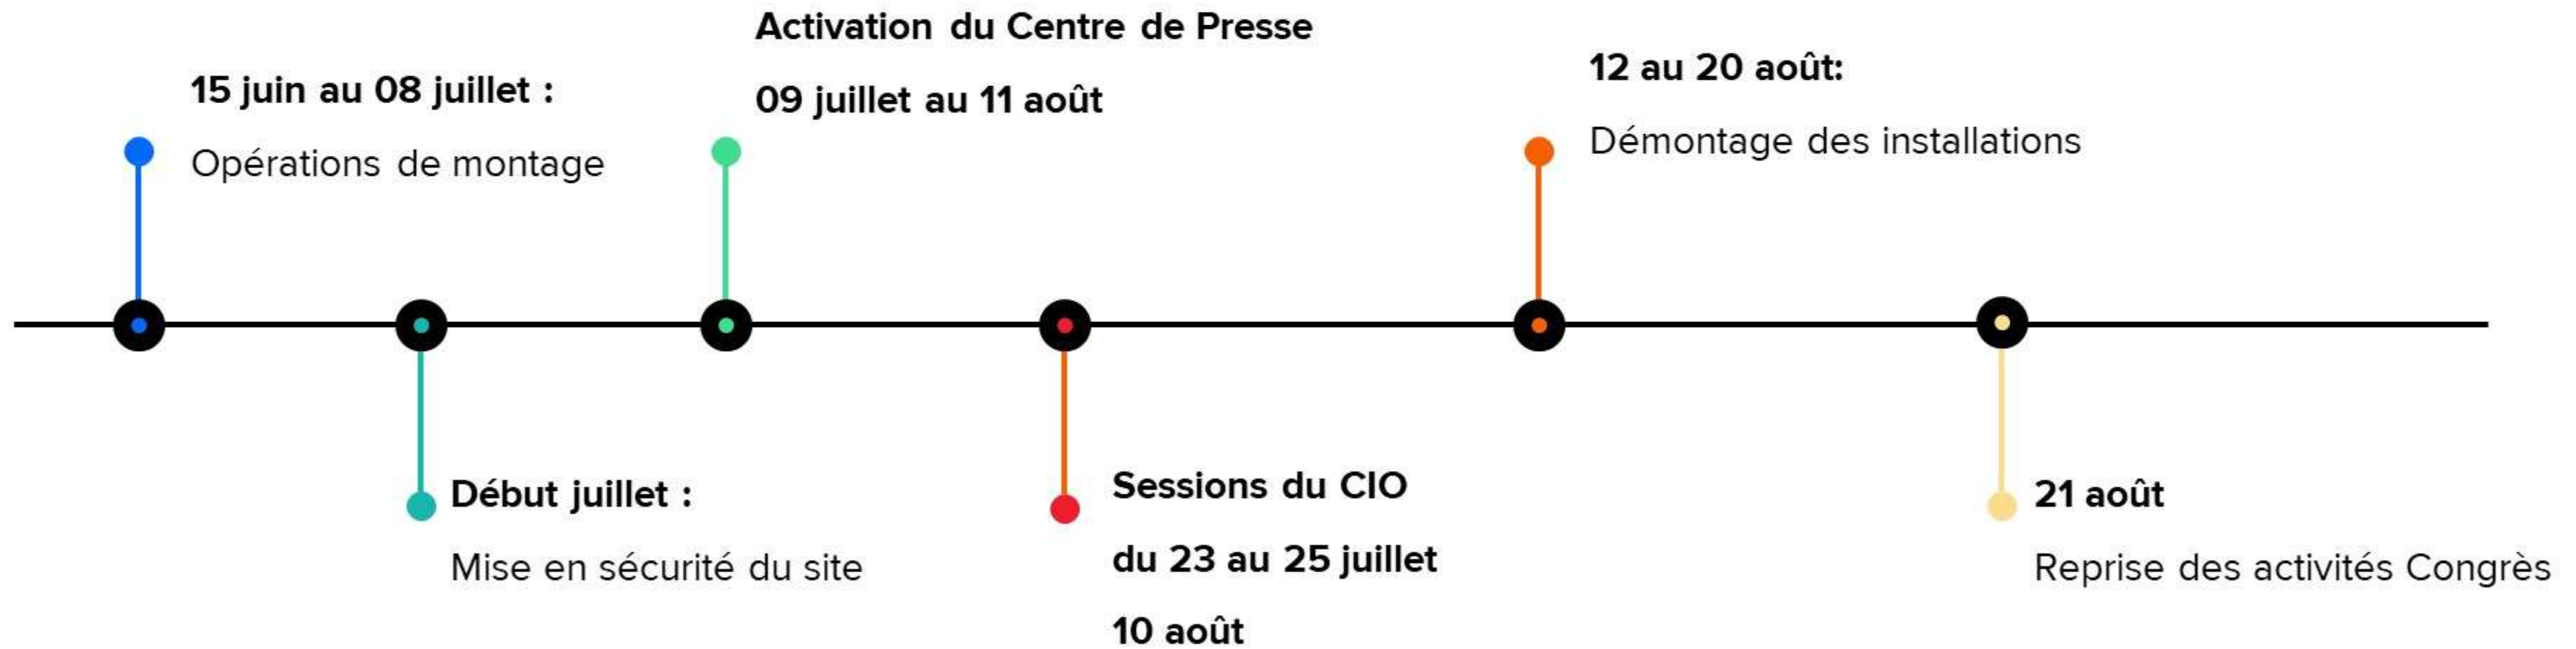 15 juin au 08 juillet :
Opérations de montage
Début juillet :
Mise en sécurité du site
Activation du Centre de Presse
09 juillet au 11 août
Sessions du CIO
du 23 au 25 juillet
10 août
12 au 20 août:
Démontage des installations
21 août
Reprise des activités Congrès